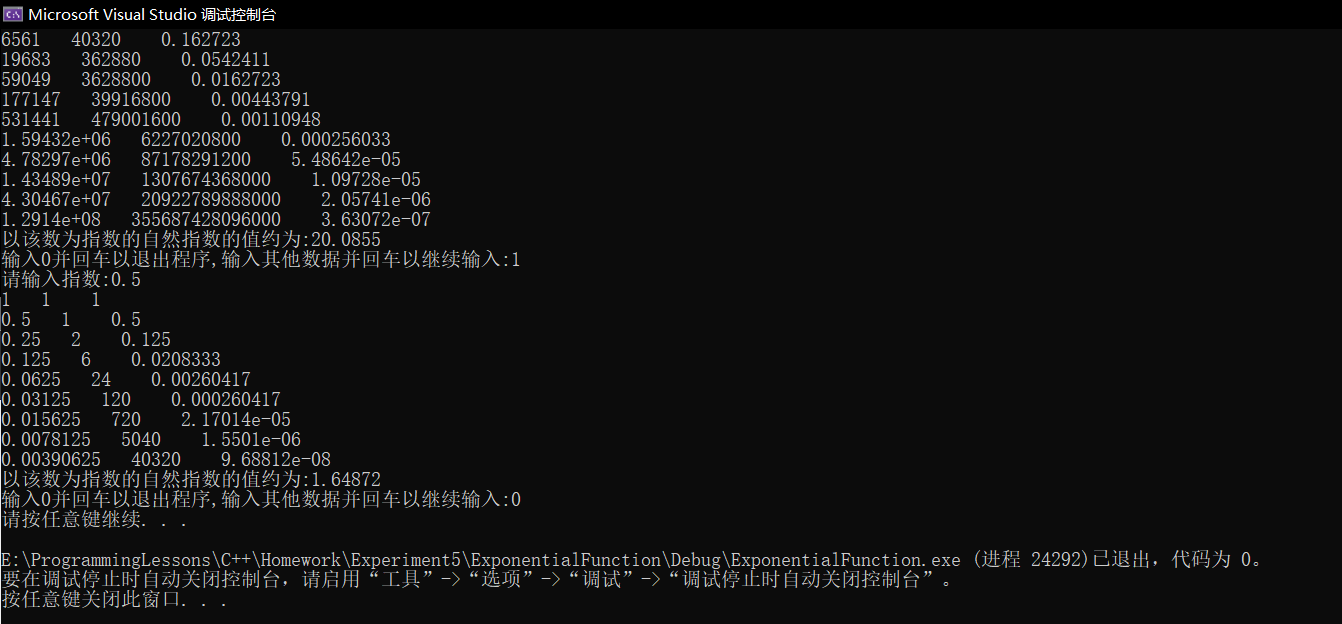 C:\ Microsoft Visual Studio 调试控制台
6561   40320    0.162723
19683   362880    0.0542411
59049   3628800    0.0162723
177147   39916800    0.00443791
531441   479001600    0.00110948
1.59432e+06   6227020800    0.000256033
4.78297e+06   87178291200    5.48642e-05
1.43489e+07   1307674368000    1.09728e-05
4.30467e+07   20922789888000    2.05741e-06
1.2914e+08   355687428096000    3.63072e-07
以该数为指数的自然指数的值约为:20.0855
输入0并回车以退出程序,输入其他数据并回车以继续输入:1
请输入指数:0.5
1   1    1
0.5   1    0.5
0.25   2    0.125
0.125   6    0.0208333
0.0625   24    0.00260417
0.03125   120    0.000260417
0.015625   720    2.17014e-05
0.0078125   5040    1.5501e-06
0.00390625   40320    9.68812e-08
以该数为指数的自然指数的值约为:1.64872
输入0并回车以退出程序,输入其他数据并回车以继续输入:0
请按任意键继续. . .
E:\ProgrammingLessons\C++\Homework\Experiment5\ExponentialFunction\Debug\ExponentialFunction.exe (进程 24292)已退出，代码为 0。
要在调试停止时自动关闭控制台，请启用“工具”->“选项”->“调试”->“调试停止时自动关闭控制台”。
按任意键关闭此窗口. . .